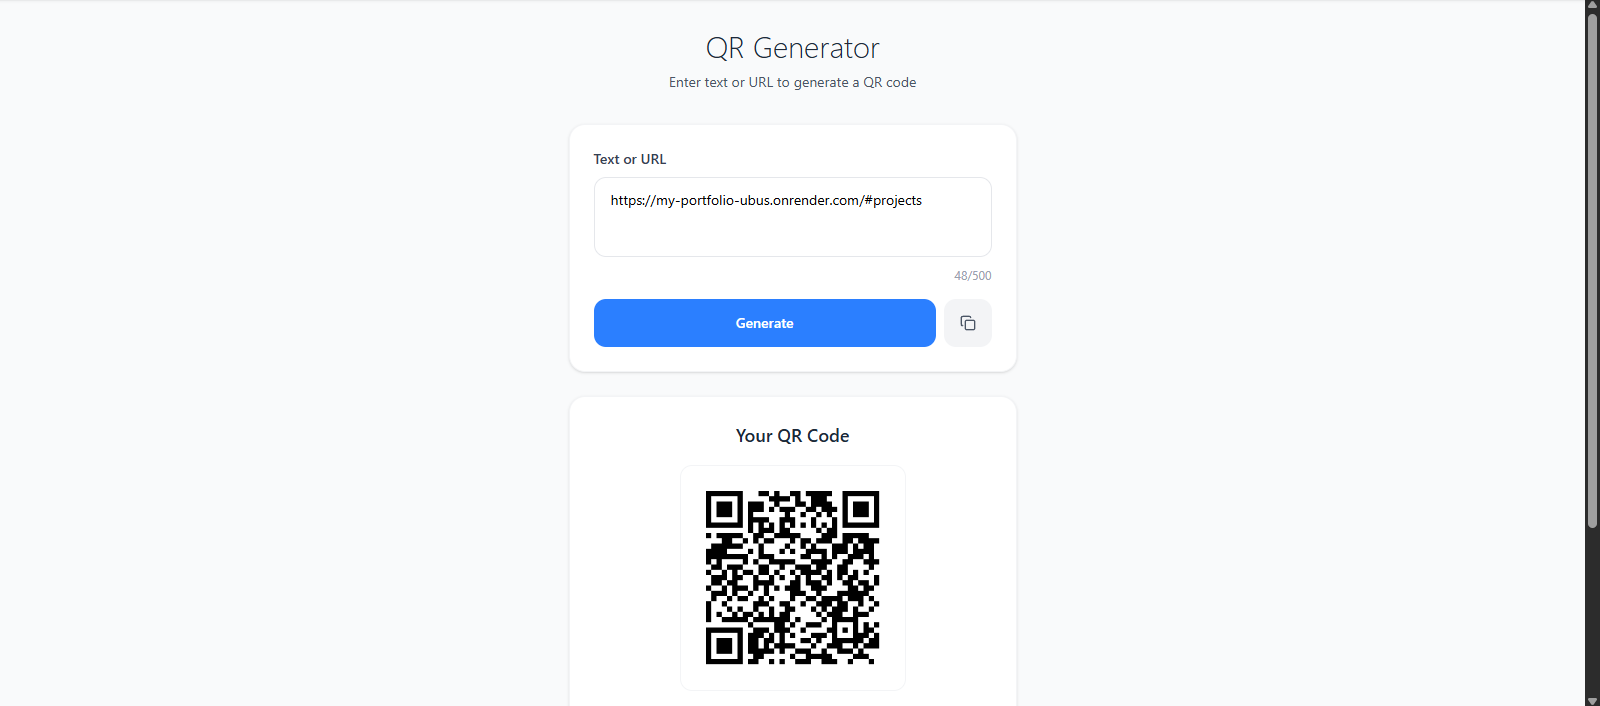 QR Generator
Enter text or URL to generate a QR code
Text or URL
https://my-portfolio-ubus.onrender.com/#projects
48/500
Generate
Your QR Code